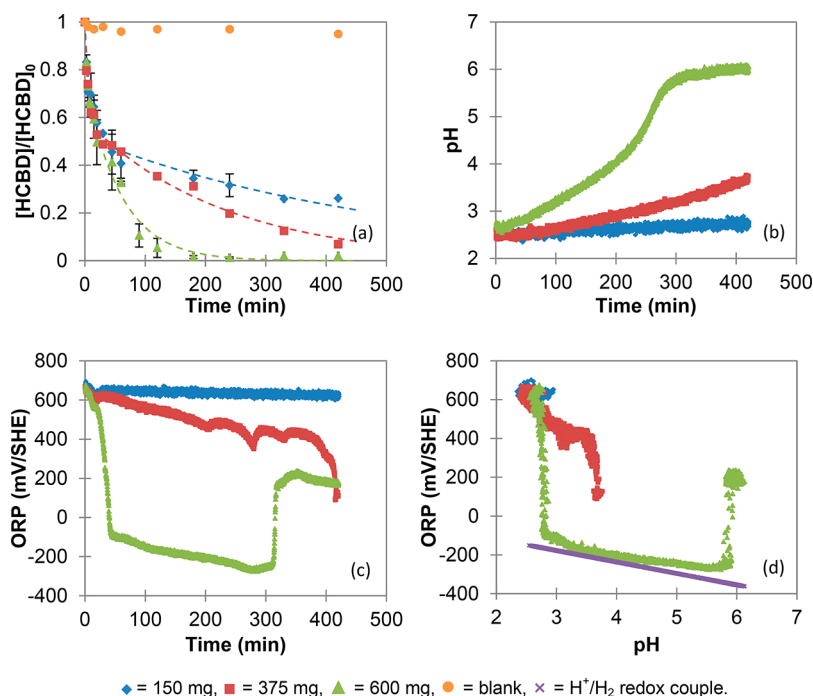 1
0.8
0.6
0.4
0.2
0
[HCBD]/[HCBD]0
0 100 200 300 400 500
Time (min)
(a)
7
6
5
4
3
2
pH
0 100 200 300 400 500
Time (min)
(b)
800
600
400
200
0
-200
-400
ORP (mV/SHE)
0 100 200 300 400 500
Time (min)
(c)
800
600
400
200
0
-200
-400
ORP (mV/SHE)
2 3 4 5 6 7
pH
(d)
= 150 mg, = 375 mg, = 600 mg, = blank, = H+/H2 redox couple.